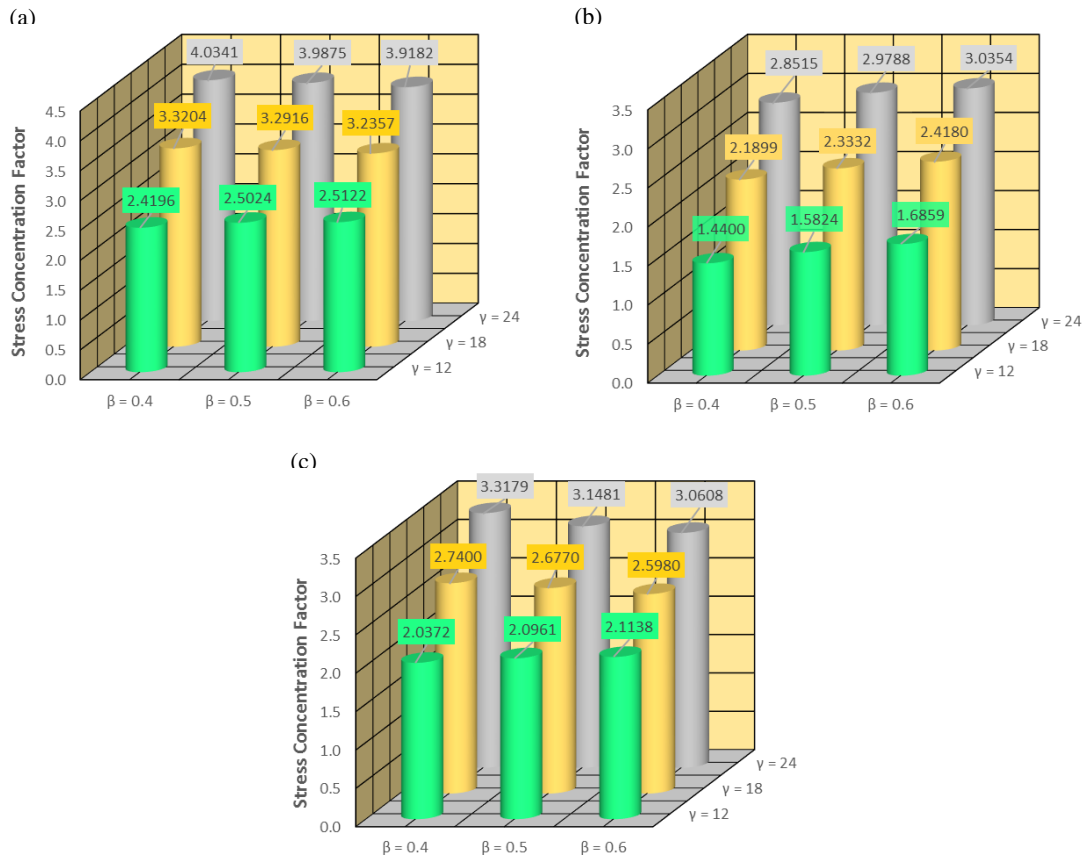 (a)
4.0341 3.9875 3.9182
3.3204 3.2916 3.2357
2.4196 2.5024 2.5122
Stress Concentration Factor
4.5
4.0
3.5
3.0
2.5
2.0
1.5
1.0
0.5
0.0
γ = 24
γ = 18
γ = 12
β = 0.4 β = 0.5 β = 0.6
(b)
2.8515 2.9788 3.0354
2.1899 2.3332 2.4180
1.4400 1.5824 1.6859
Stress Concentration Factor
3.5
3.0
2.5
2.0
1.5
1.0
0.5
0.0
γ = 24
γ = 18
γ = 12
β = 0.4 β = 0.5 β = 0.6
(c)
3.3179 3.1481 3.0608
2.7400 2.6770 2.5980
2.0372 2.0961 2.1138
Stress Concentration Factor
3.5
3.0
2.5
2.0
1.5
1.0
0.5
0.0
γ = 24
γ = 18
γ = 12
β = 0.4 β = 0.5 β = 0.6